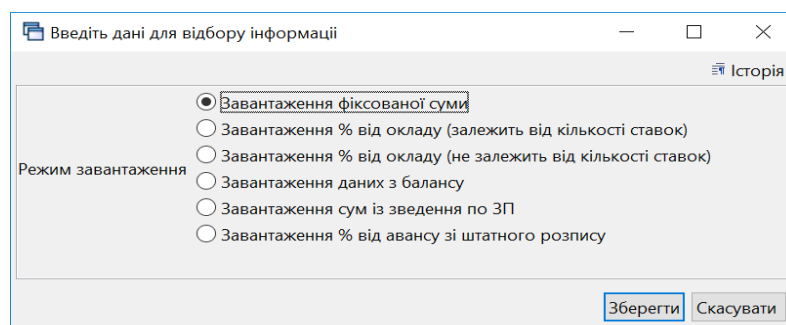 Введіть дані для відбору інформації
Історія
Завантаження фіксованої суми
Завантаження % від окладу (залежить від кількості ставок)
Завантаження % від окладу (не залежить від кількості ставок)
Режим завантаження
Завантаження даних з балансу
Завантаження сум із зведення по ЗП
Завантаження % від авансу зі штатного розпису
Зберегти Скасувати